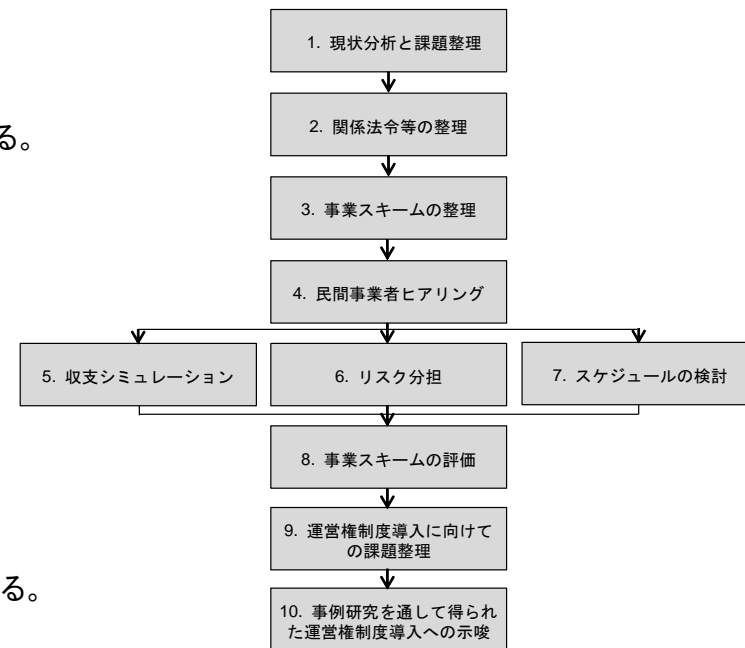 1. 現状分析と課題整理
る。
2. 関係法令等の整理
3. 事業スキームの整理
4. 民間事業者ヒアリング
5. 収支シミュレーション
6. リスク分担
7. スケジュールの検討
8. 事業スキームの評価
9. 運営権制度導入に向けて
の課題整理
る。
10. 事例研究を通して得られ
た運営権制度導入への示唆